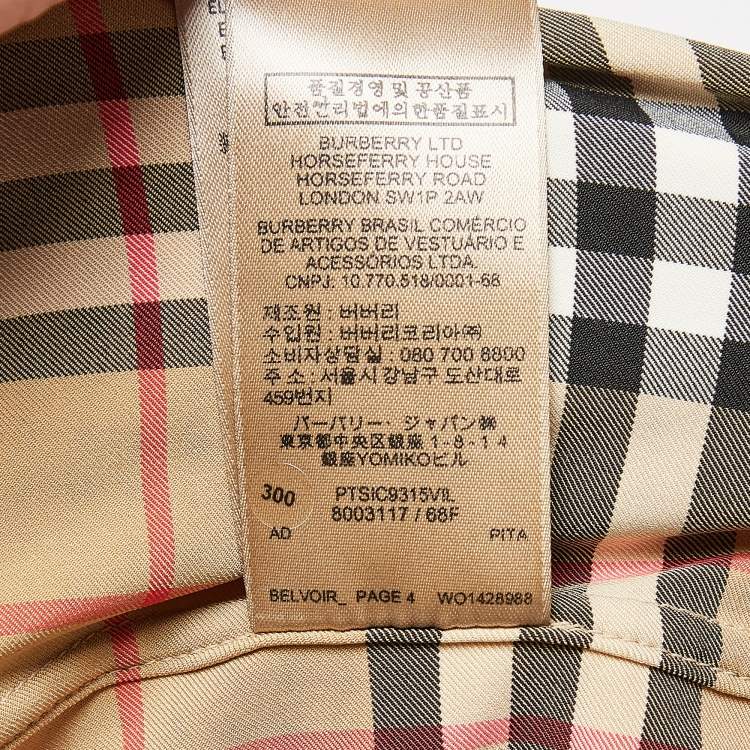 품질경영 및 공산품
안전관리법에의한품질표시
BURBERRY LTD
HORSEFERRY HOUSE
HORSEFERRY ROAD
LONDON SW1P 2AW
BURBERRY BRASIL COMÉRCIO
DE ARTIGOS DE VESTUÁRIO E
ACESSÓRIOS LTDA.
CNPJ: 10.770.518/0001-68
제조원 : 버버리
수입원 : 버버리코리아㈜
소비자상담실 : 080 700 8800
주 소 : 서울시 강남구 도산대로
459번지
バーバリー・ジャパン㈱
東京都中央区銀座 1-8-14
銀座YOMIKOビル
300 PTSIC9315VIL
8003117 / 68F
AD PITA
BELVOIR_ PAGE 4 WO1428988